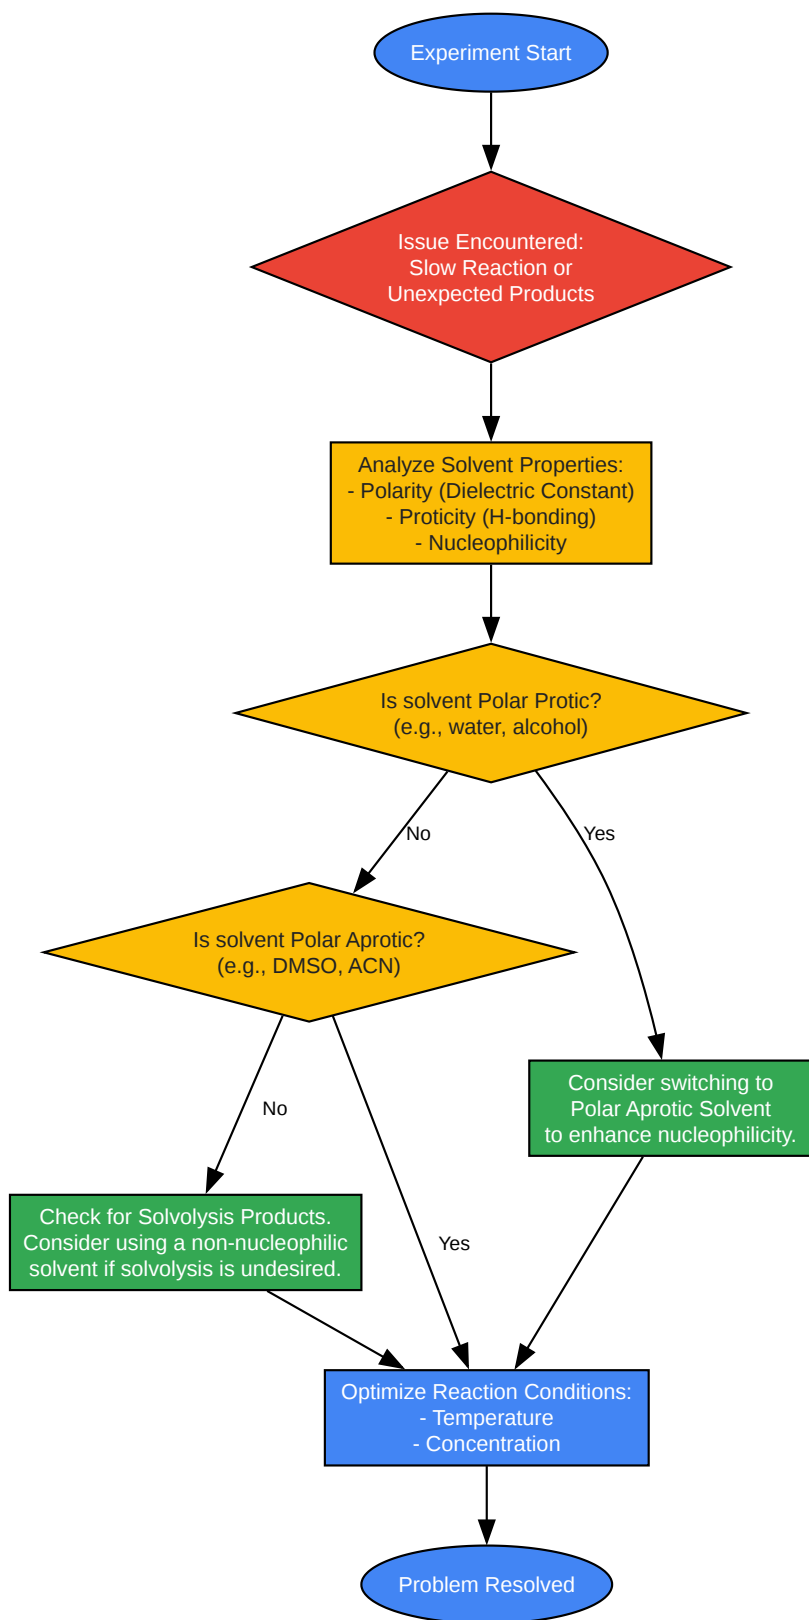 Experiment Start
Issue Encountered:
Slow Reaction or
Unexpected Products
Analyze Solvent Properties:
- Polarity (Dielectric Constant)
- Proticity (H-bonding)
- Nucleophilicity
Is solvent Polar Protic?
(e.g., water, alcohol)
No
Yes
Is solvent Polar Aprotic?
(e.g., DMSO, ACN)
Consider switching to
Polar Aprotic Solvent
to enhance nucleophilicity.
No
Check for Solvolysis Products.
Consider using a non-nucleophilic
solvent if solvolysis is undesired.
Yes
Optimize Reaction Conditions:
- Temperature
- Concentration
Problem Resolved